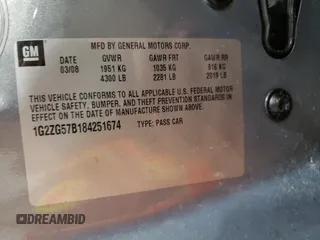 GM
MFD BY GENERAL MOTORS CORP.
DATE GVWR GAWR FRT GAWR RR
03/08 1951 KG 1035 KG 916 KG
4300 LB 2281 LB 2019 LB
THIS VEHICLE CONFORMS TO ALL APPLICABLE U.S. FEDERAL MOTOR
VEHICLE SAFETY, BUMPER, AND THEFT PREVENTION STANDARDS IN
EFFECT ON THE DATE OF MANUFACTURE SHOWN ABOVE.
1G2ZG57B184251674 TYPE: PASS CAR
DREAMBID